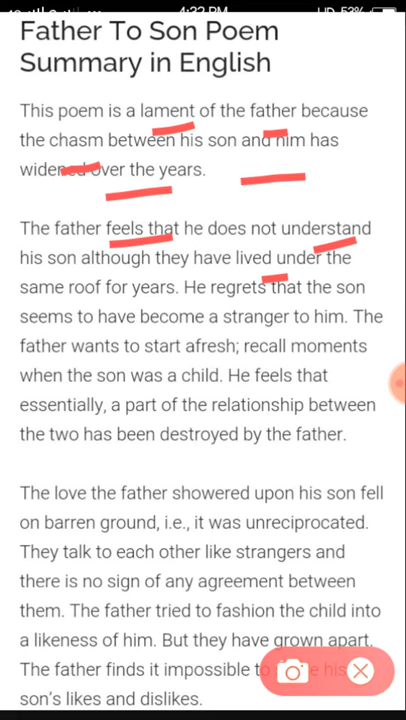 4:32 PM
53%
Father To Son Poem
Summary in English
This poem is a lament of the father because
the chasm between his son and him has
widened over the years.
The father feels that he does not understand
his son although they have lived under the
same roof for years. He regrets that the son
seems to have become a stranger to him. The
father wants to start afresh; recall moments
when the son was a child. He feels that
essentially, a part of the relationship between
the two has been destroyed by the father.
The love the father showered upon his son fell
on barren ground, i.e., it was unreciprocated.
They talk to each other like strangers and
there is no sign of any agreement between
them. The father tried to fashion the child into
a likeness of him. But they have grown apart.
The father finds it impossible to his
son's likes and dislikes.